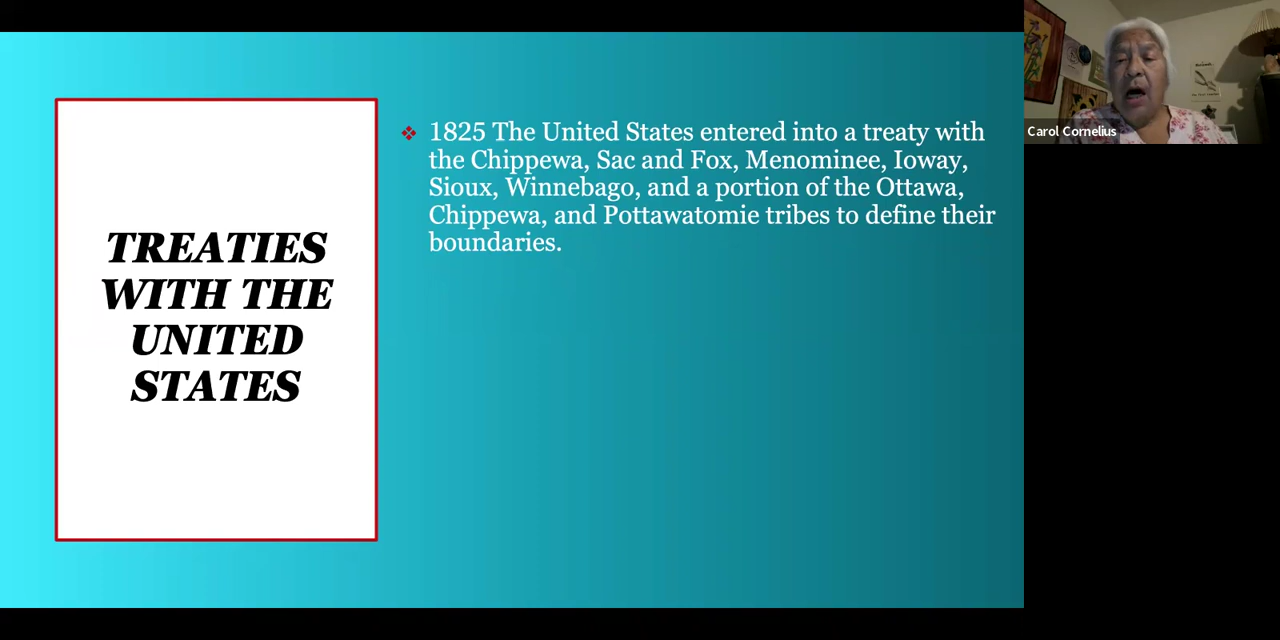 TREATIES
WITH THE
UNITED
STATES
1825 The United States entered into a treaty with
the Chippewa, Sac and Fox, Menominee, Ioway,
Sioux, Winnebago, and a portion of the Ottawa,
Chippewa, and Pottawatomie tribes to define their
boundaries.
Carol Cornelius